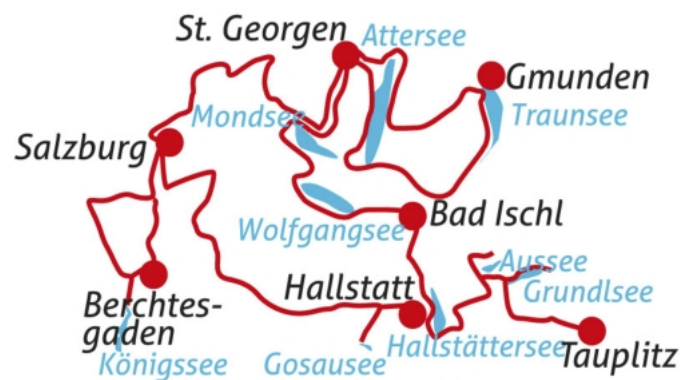 St. Georgen
Attersee
Gmunden
Mondsee
Traunsee
Salzburg
Wolfgangsee
Bad Ischl
Aussee
Hallstatt
Grundlsee
Berchtes-
gaden
Hallstättersee
Tauplitz
Königssee
Gosausee